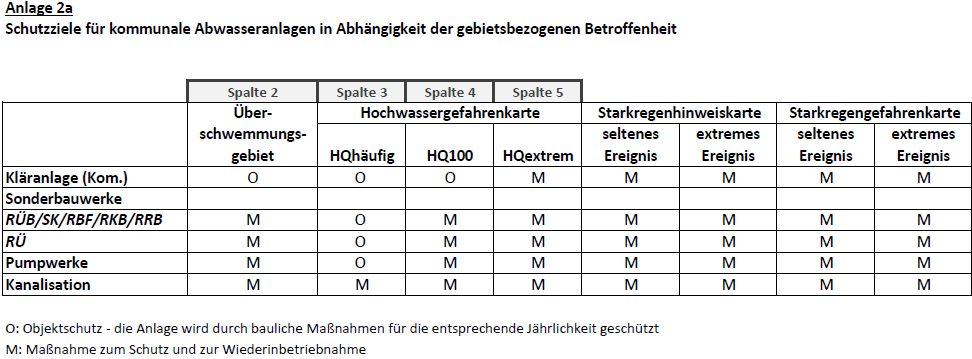 Anlage 2a
Schutzziele für kommunale Abwasseranlagen in Abhängigkeit der gebietsbezogenen Betroffenheit
Spalte 2 Spalte 3 Spalte 4 Spalte 5
Über-schwemmungs-gebiet Hochwassergefahrenkarte Starkregenhinweiskarte Starkregengefahrenkarte
HQhäufig HQ100 HQextrem seltenes Ereignis extremes Ereignis seltenes Ereignis extremes Ereignis
Kläranlage (Kom.) O O O M M M M M
Sonderbauwerke
RÜB/SK/RBF/RKB/RRB M O M M M M M M
RÜ M O M M M M M M
Pumpwerke M O M M M M M M
Kanalisation M M M M M M M M
O: Objektschutz - die Anlage wird durch bauliche Maßnahmen für die entsprechende Jährlichkeit geschützt
M: Maßnahme zum Schutz und zur Wiederinbetriebnahme